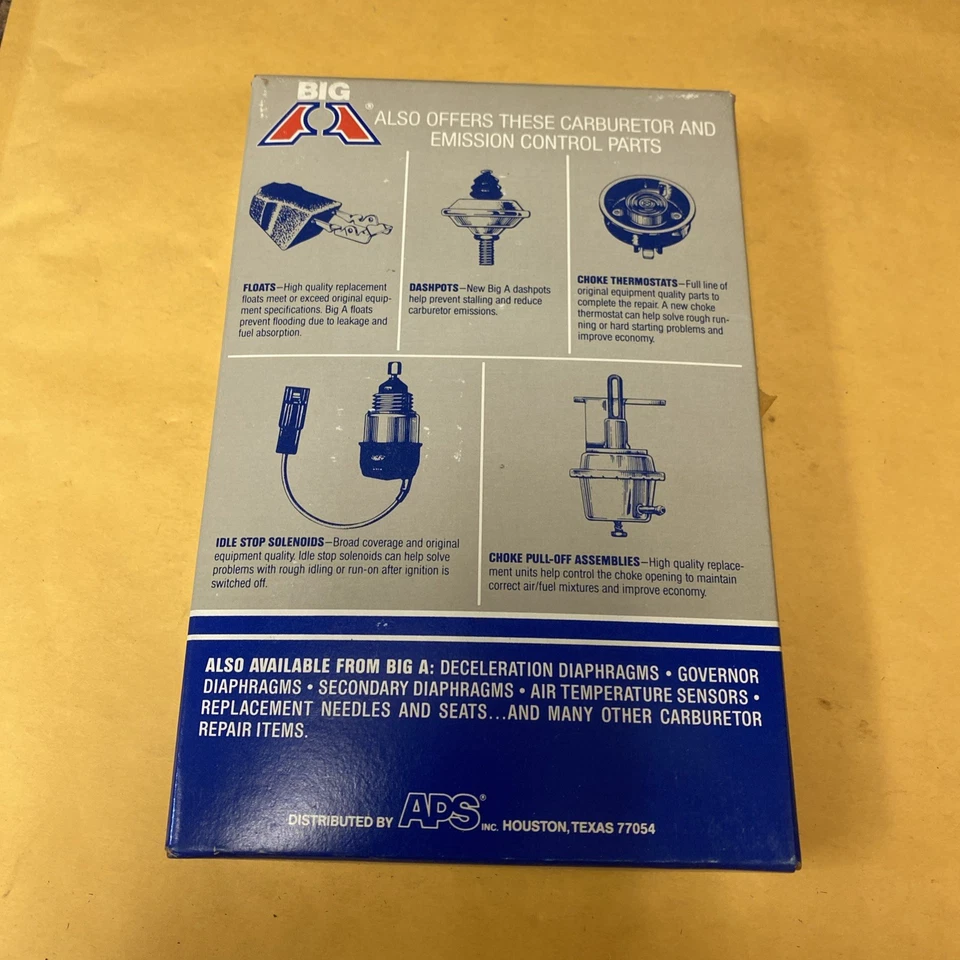 BIG
A®
ALSO OFFERS THESE CARBURETOR AND
EMISSION CONTROL PARTS
FLOATS—High quality replacement
floats meet or exceed original equip-
ment specifications. Big A floats
prevent flooding due to leakage and
fuel absorption.
DASHPOTS—New Big A dashpots
help prevent stalling and reduce
carburetor emissions.
CHOKE THERMOSTATS—Full line of
original equipment quality parts to
complete the repair. A new choke
thermostat can help solve rough run-
ning or hard starting problems and
improve economy.
IDLE STOP SOLENOIDS—Broad coverage and original
equipment quality. Idle stop solenoids can help solve
problems with rough idling or run-on after ignition is
switched off.
CHOKE PULL-OFF ASSEMBLIES—High quality replace-
ment units help control the choke opening to maintain
correct air/fuel mixtures and improve economy.
ALSO AVAILABLE FROM BIG A: DECELERATION DIAPHRAGMS • GOVERNOR
DIAPHRAGMS • SECONDARY DIAPHRAGMS • AIR TEMPERATURE SENSORS •
REPLACEMENT NEEDLES AND SEATS...AND MANY OTHER CARBURETOR
REPAIR ITEMS.
DISTRIBUTED BY APS® INC. HOUSTON, TEXAS 77054